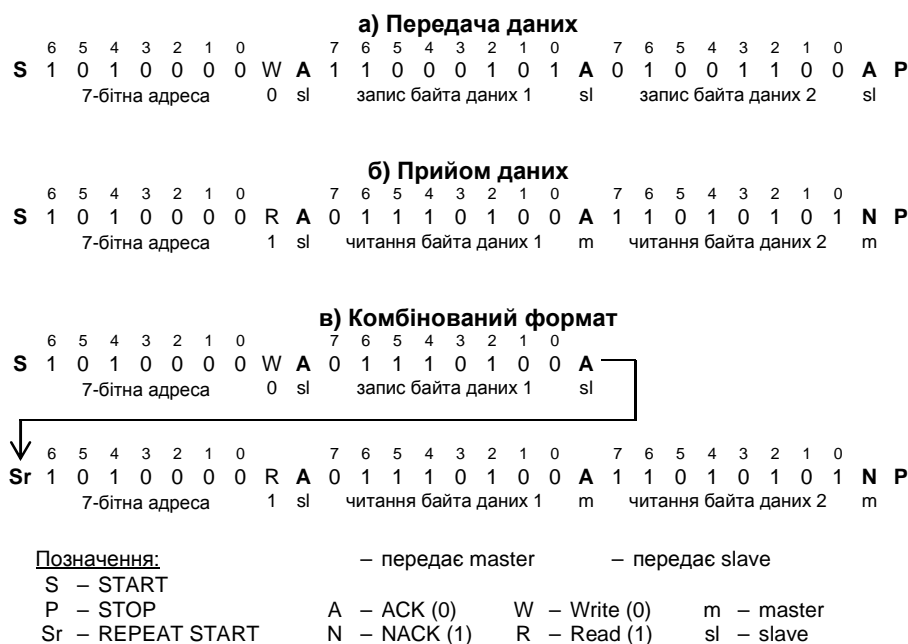 а) Передача даних
6 5 4 3 2 1 0 7 6 5 4 3 2 1 0 7 6 5 4 3 2 1 0
S 1 0 1 0 0 0 0 W A 1 1 0 0 0 1 0 1 A 0 1 0 0 1 1 0 0 A P
7-бітна адреса 0 sl запис байта даних 1 sl запис байта даних 2 sl
б) Прийом даних
6 5 4 3 2 1 0 7 6 5 4 3 2 1 0 7 6 5 4 3 2 1 0
S 1 0 1 0 0 0 0 R A 0 1 1 1 0 1 0 0 A 1 1 0 1 0 1 0 1 N P
7-бітна адреса 1 sl читання байта даних 1 m читання байта даних 2 m
в) Комбінований формат
6 5 4 3 2 1 0 7 6 5 4 3 2 1 0
S 1 0 1 0 0 0 0 W A 0 1 1 1 0 1 0 0 A
7-бітна адреса 0 sl запис байта даних 1 sl
6 5 4 3 2 1 0 7 6 5 4 3 2 1 0 7 6 5 4 3 2 1 0
Sr 1 0 1 0 0 0 0 R A 0 1 1 1 0 1 0 0 A 1 1 0 1 0 1 0 1 N P
7-бітна адреса 1 sl читання байта даних 1 m читання байта даних 2 m
Позначення: – передає master – передає slave
S – START
P – STOP A – ACK (0) W – Write (0) m – master
Sr – REPEAT START N – NACK (1) R – Read (1) sl – slave